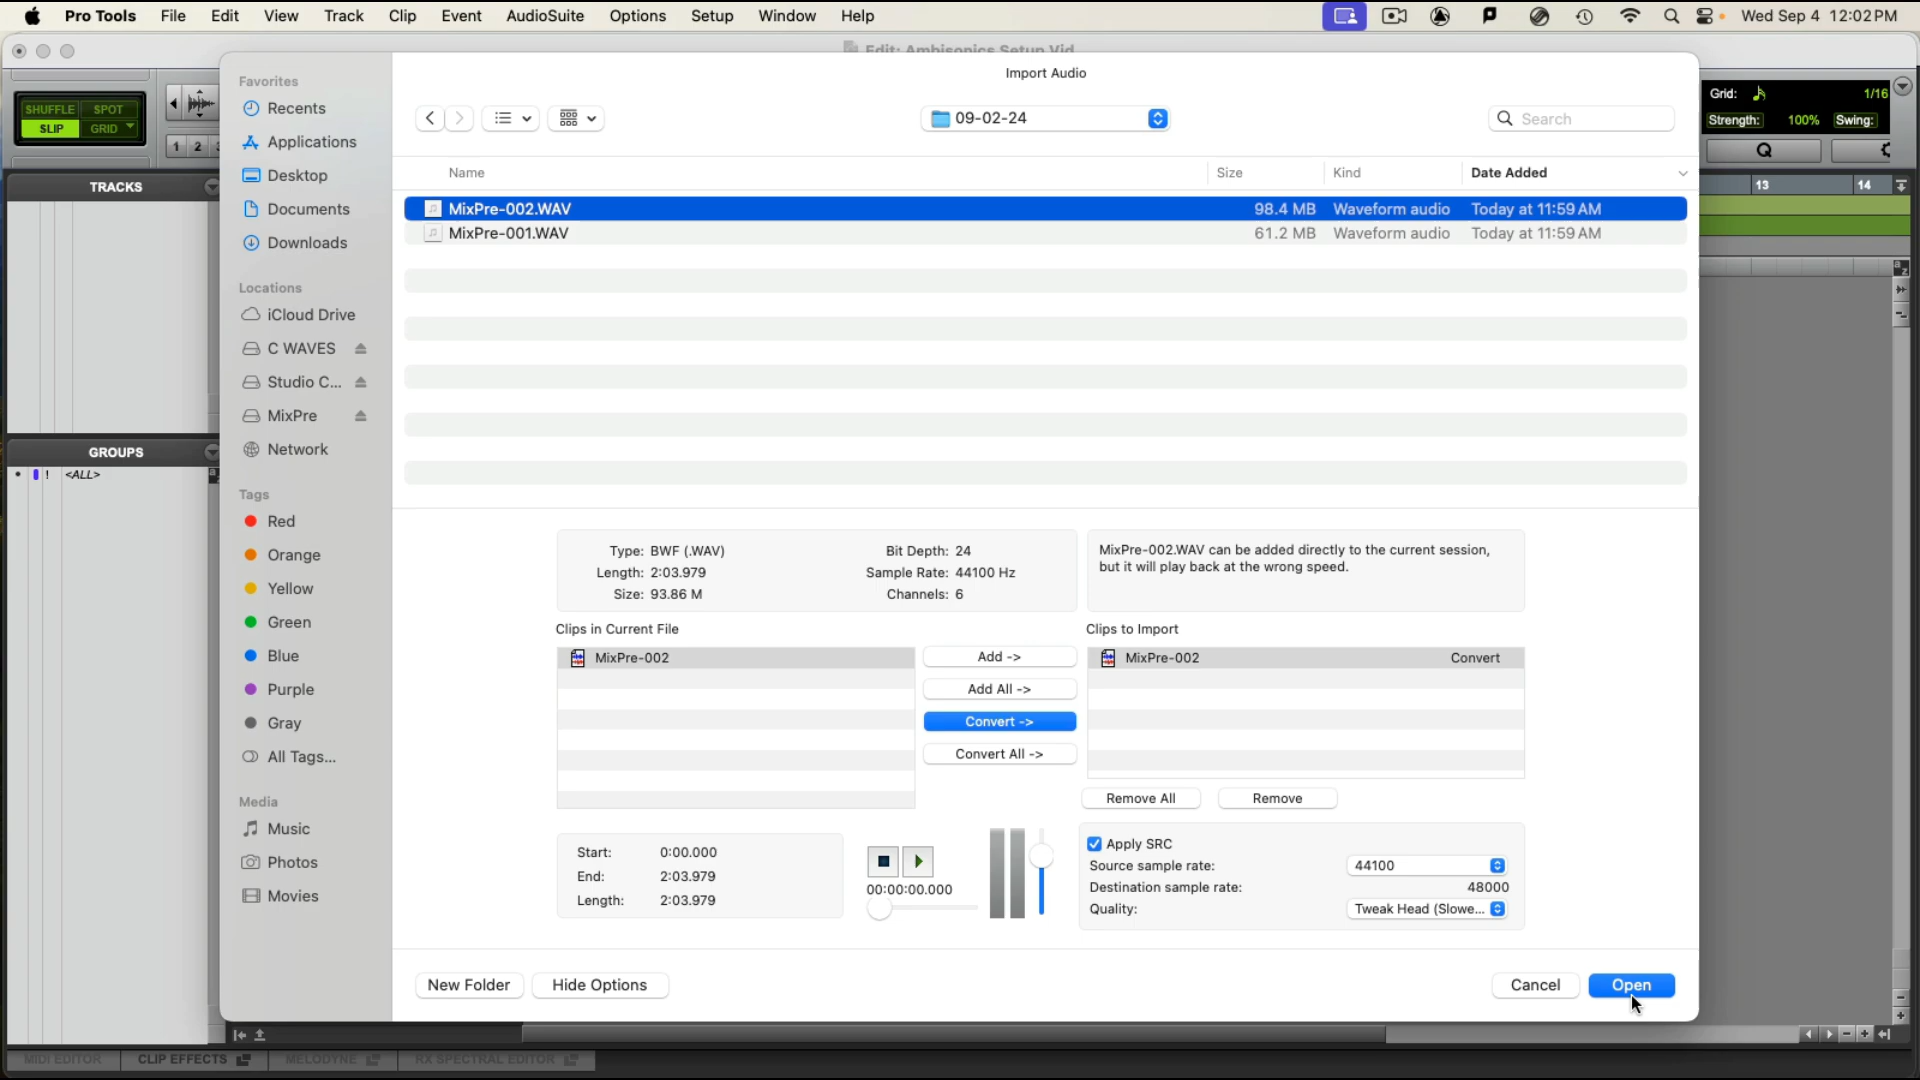 Pro Tools File Edit View Track Clip Event AudioSuite Options Setup Window Help Wed Sep 4 12:02 PM
Edit: Ambisonics Setup Vid
Import Audio
SHUFFLE SPOT
SLIP GRID
1 2
TRACKS
GROUPS
! <ALL>
Favorites
Recents
Applications
Desktop
Documents
Downloads
Locations
iCloud Drive
C WAVES
Studio C...
MixPre
Network
Tags
Red
Orange
Yellow
Green
Blue
Purple
Gray
All Tags...
Media
Music
Photos
Movies
09-02-24
Search
Name Size Kind Date Added
MixPre-002.WAV 98.4 MB Waveform audio Today at 11:59 AM
MixPre-001.WAV 61.2 MB Waveform audio Today at 11:59 AM
Type: BWF (.WAV) Bit Depth: 24
Length: 2:03.979 Sample Rate: 44100 Hz
Size: 93.86 M Channels: 6
MixPre-002.WAV can be added directly to the current session,
but it will play back at the wrong speed.
Clips in Current File
MixPre-002
Add ->
Add All ->
Convert ->
Convert All ->
Clips to Import
MixPre-002 Convert
Remove All Remove
Start: 0:00.000
End: 2:03.979
Length: 2:03.979
00:00:00.000
Apply SRC
Source sample rate: 44100
Destination sample rate: 48000
Quality: Tweak Head (Slowe...
New Folder Hide Options Cancel Open
Grid: 1/16
Strength: 100% Swing:
Q
13 14
MIDI EDITOR CLIP EFFECTS MELODYNE RX SPECTRAL EDITOR